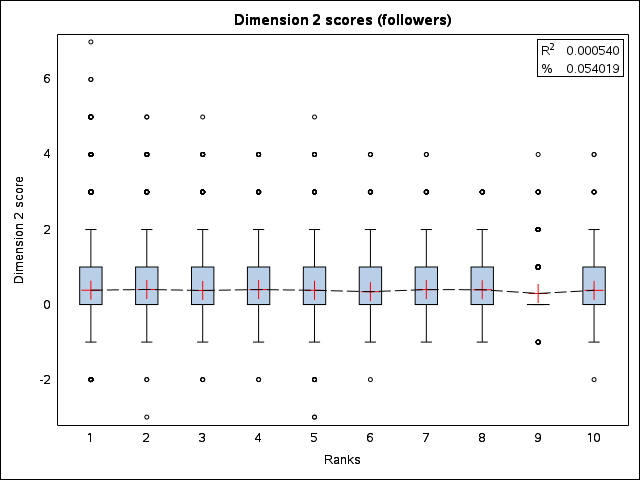 Dimension 2 scores (followers)
R2 0.000540
% 0.054019
6
4
2
0
-2
Dimension 2 score
1 2 3 4 5 6 7 8 9 10
Ranks